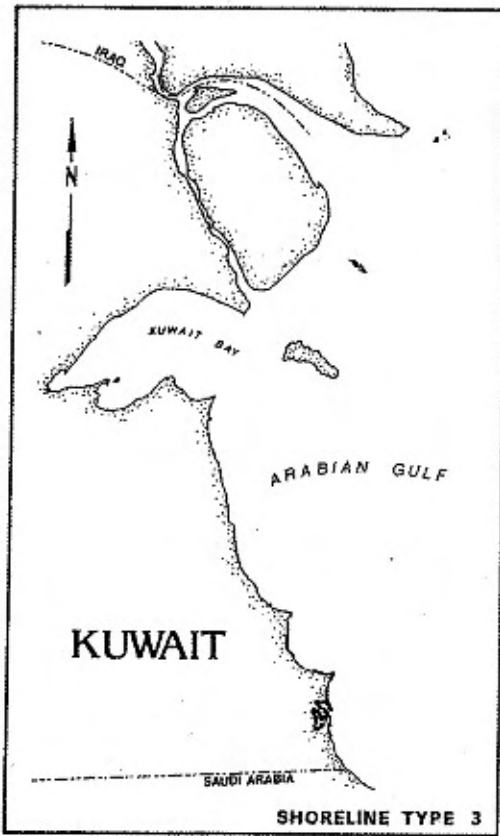 IRAQ
N
KUWAIT BAY
ARABIAN GULF
KUWAIT
SAUDI ARABIA
SHORELINE TYPE 3